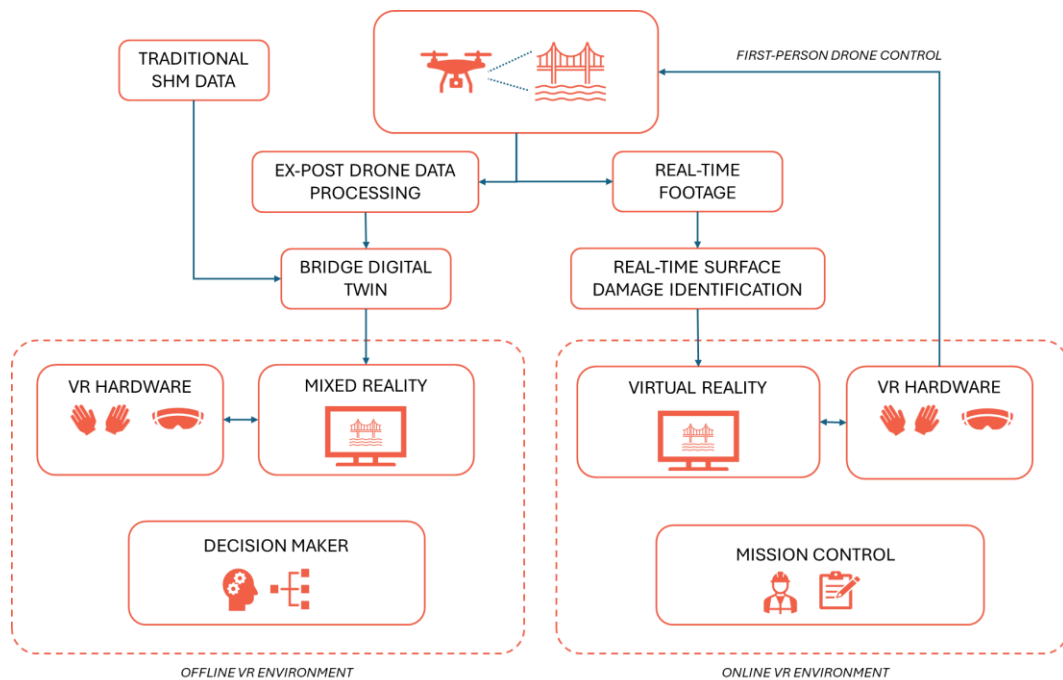 TRADITIONAL
SHM DATA
FIRST-PERSON DRONE CONTROL
EX-POST DRONE DATA
PROCESSING
REAL-TIME
FOOTAGE
BRIDGE DIGITAL
TWIN
REAL-TIME SURFACE
DAMAGE IDENTIFICATION
VR HARDWARE
MIXED REALITY
VIRTUAL REALITY
VR HARDWARE
DECISION MAKER
MISSION CONTROL
OFFLINE VR ENVIRONMENT
ONLINE VR ENVIRONMENT